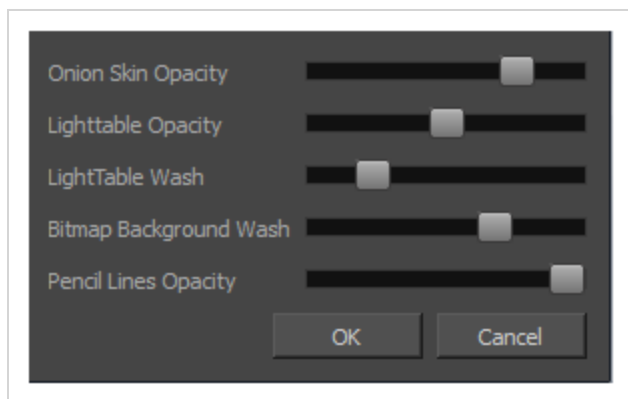 Onion Skin Opacity
Lighttable Opacity
LightTable Wash
Bitmap Background Wash
Pencil Lines Opacity
OK Cancel